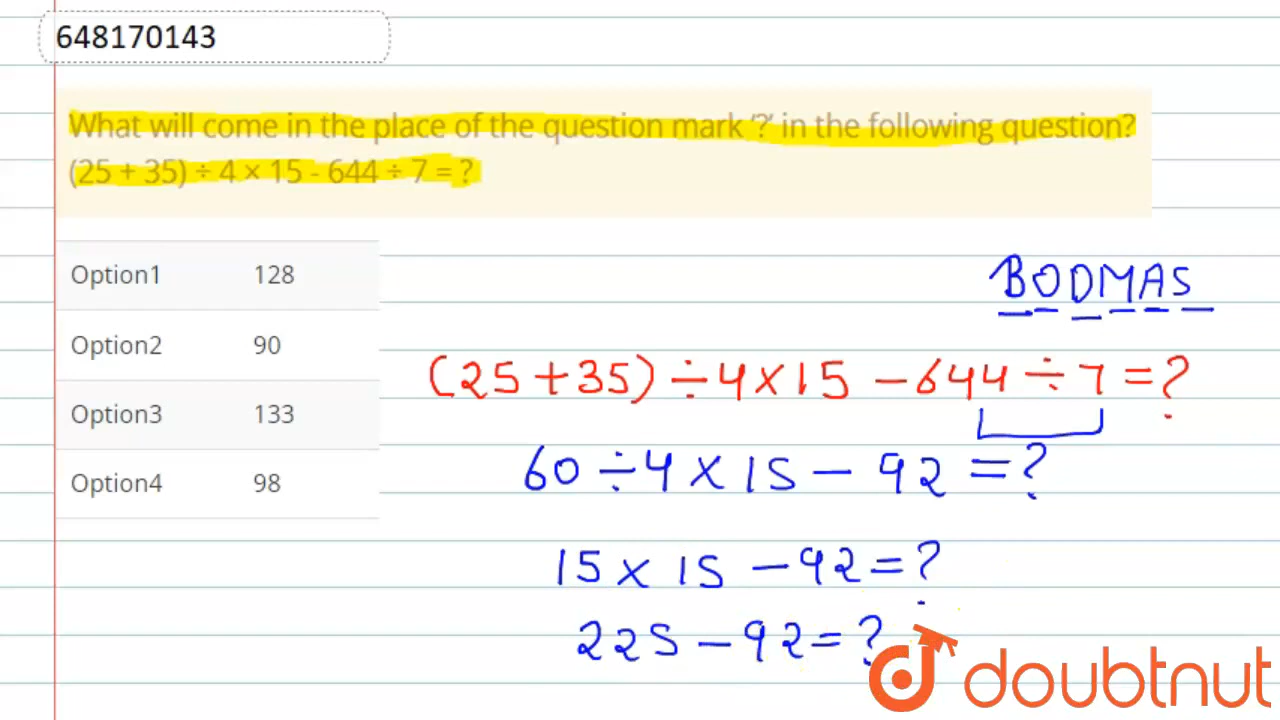 648170143
What will come in the place of the question mark '?' in the following question?
(25 + 35) ÷ 4 × 15 - 644 ÷ 7 = ?
Option1 128
Option2 90
Option3 133
Option4 98
BODMAS
(25+35)÷4×15-644÷7=?
60÷4×15-92=?
15×15-92=?
225-92=?
doubtnut